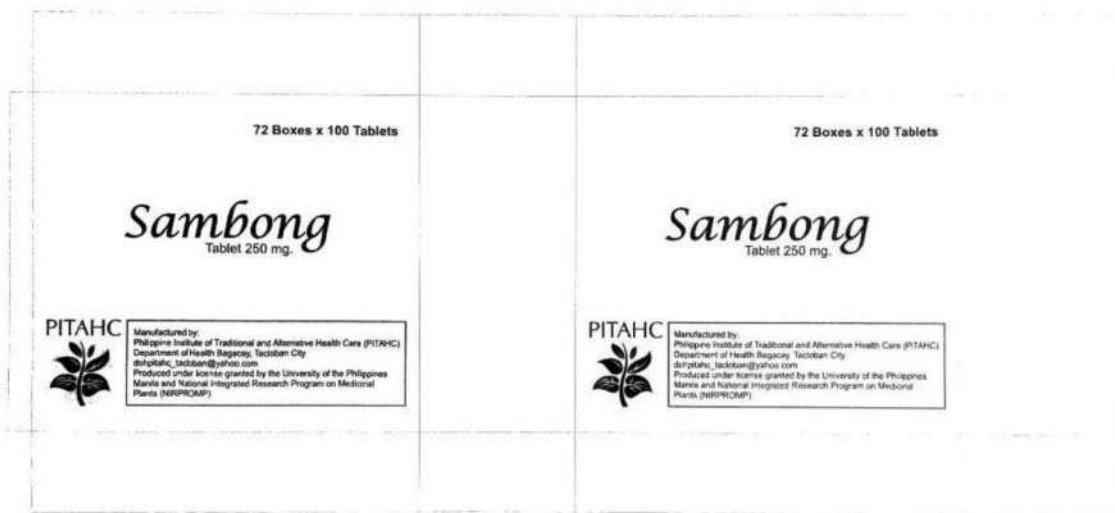 72 Boxes x 100 Tablets
Sambong
Tablet 250 mg.
PITAHC
Manufactured by:
Philippine Institute of Traditional and Alternative Health Care (PITAHC)
Department of Health Bagacay, Tacloban City
dohpitahc_tacloban@yahoo.com
Produced under license granted by the University of the Philippines
Manila and National Integrated Research Program on Medicinal
Plants (NIRPROMP)
72 Boxes x 100 Tablets
Sambong
Tablet 250 mg.
PITAHC
Manufactured by:
Philippine Institute of Traditional and Alternative Health Care (PITAHC)
Department of Health Bagacay, Tacloban City
dohpitahc_tacloban@yahoo.com
Produced under license granted by the University of the Philippines
Manila and National Integrated Research Program on Medicinal
Plants (NIRPROMP)